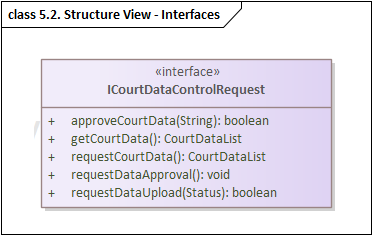 class 5.2. Structure View - Interfaces
«interface»
ICourtDataControlRequest
+ approveCourtData(String): boolean
+ getCourtData(): CourtDataList
+ requestCourtData(): CourtDataList
+ requestDataApproval(): void
+ requestDataUpload(Status): boolean